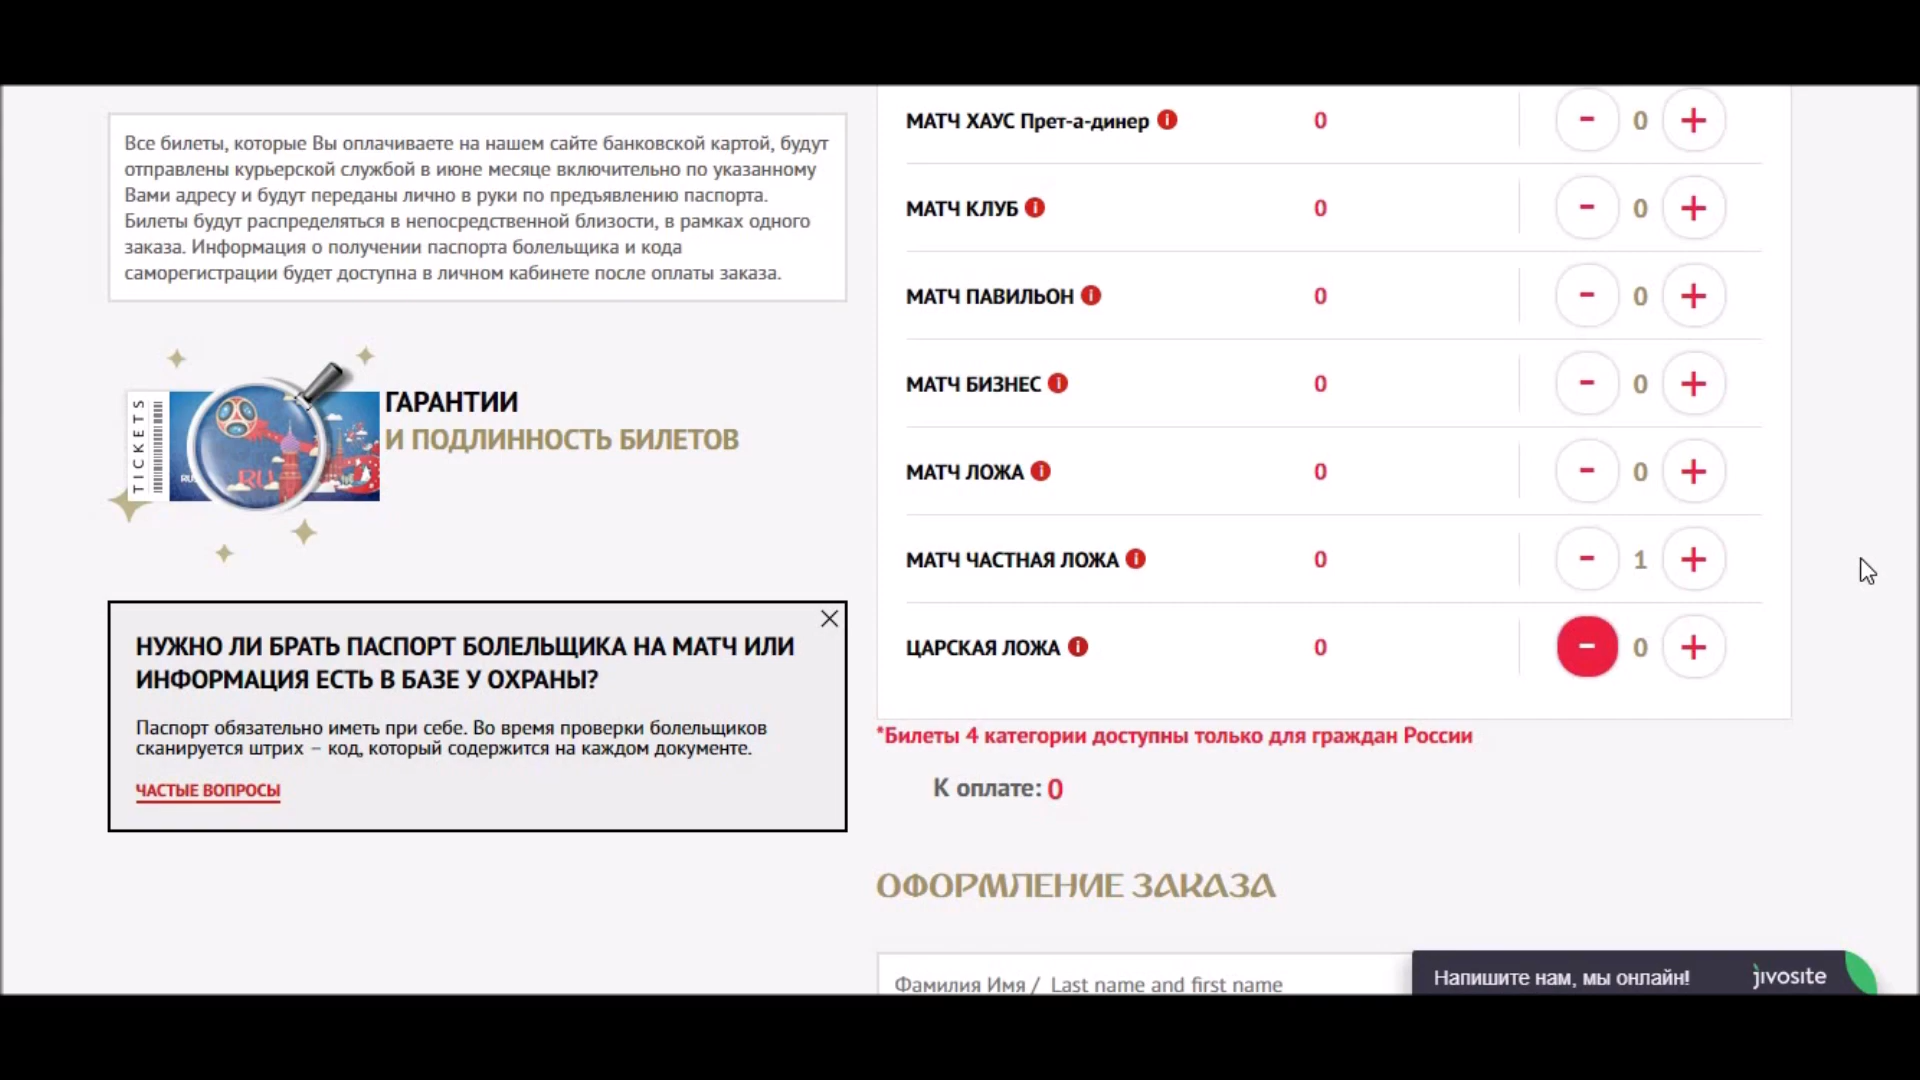 Все билеты, которые Вы оплачиваете на нашем сайте банковской картой, будут
отправлены курьерской службой в июне месяце включительно по указанному
Вами адресу и будут переданы лично в руки по предъявлению паспорта.
Билеты будут распределяться в непосредственной близости, в рамках одного
заказа. Информация о получении паспорта болельщика и кода
саморегистрации будет доступна в личном кабинете после оплаты заказа.
TICKETS
RU
ГАРАНТИИ
И ПОДЛИННОСТЬ БИЛЕТОВ
НУЖНО ЛИ БРАТЬ ПАСПОРТ БОЛЕЛЬЩИКА НА МАТЧ ИЛИ
ИНФОРМАЦИЯ ЕСТЬ В БАЗЕ У ОХРАНЫ?
Паспорт обязательно иметь при себе. Во время проверки болельщиков
сканируется штрих – код, который содержится на каждом документе.
ЧАСТЫЕ ВОПРОСЫ
МАТЧ ХАУС Прет-а-динер i 0 - 0 +
МАТЧ КЛУБ i 0 - 0 +
МАТЧ ПАВИЛЬОН i 0 - 0 +
МАТЧ БИЗНЕС i 0 - 0 +
МАТЧ ЛОЖА i 0 - 0 +
МАТЧ ЧАСТНАЯ ЛОЖА i 0 - 1 +
ЦАРСКАЯ ЛОЖА i 0 - 0 +
*Билеты 4 категории доступны только для граждан России
К оплате: 0
ОФОРМЛЕНИЕ ЗАКАЗА
Фамилия Имя / Last name and first name
Напишите нам, мы онлайн! jivosite